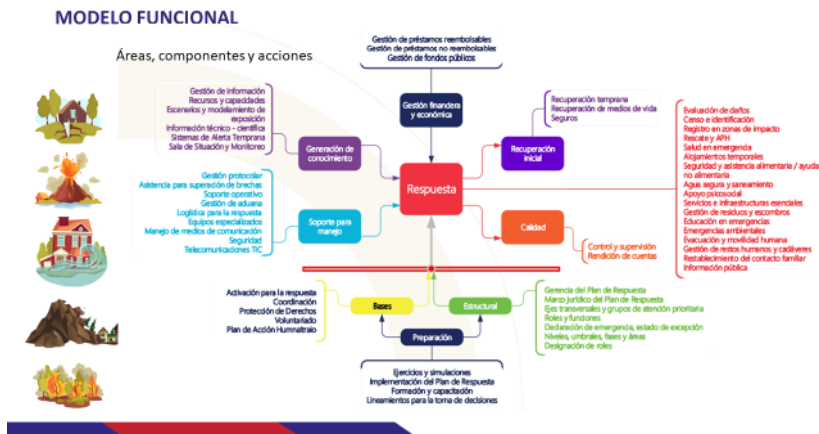 MODELO FUNCIONAL
Áreas, componentes y acciones
Gestión de préstamos reembolsables
Gestión de préstamos no reembolsables
Gestión de fondos públicos
Gestión financiera
y económica
Gestión de información
Recursos y capacidades
Escenarios y modelamiento de
exposición
Información técnico - científica
Sistemas de Alerta Temprana
Sala de Situación y Monitoreo
Generación de
conocimiento
Recuperación temprana
Recuperación de medios de vida
Seguros
Recuperación
inicial
Respuesta
Gestión protocolar
Asistencia para superación de brechas
Soporte operativo
Gestión de aduana
Logística para la respuesta
Equipos especializados
Manejo de medios de comunicación
Seguridad
Telecomunicaciones TIC
Soporte para
manejo
Calidad
Control y supervisión
Rendición de cuentas
Evaluación de daños
Censo e identificación
Registro en zonas de impacto
Rescate y APH
Salud en emergencia
Alojamientos temporales
Seguridad y asistencia alimentaria / ayuda
no alimentaria
Agua segura y saneamiento
Apoyo psicosocial
Servicios e infraestructuras esenciales
Gestión de residuos y escombros
Educación en emergencias
Emergencias ambientales
Evacuación y movilidad humana
Gestión de restos humanos y cadáveres
Restablecimiento del contacto familiar
Información pública
Activación para la respuesta
Coordinación
Protección de Derechos
Voluntariado
Plan de Acción Humnatraio
Bases
Estructural
Gerencia del Plan de Respuesta
Marco jurídico del Plan de Respuesta
Ejes transversales y grupos de atención prioritaria
Roles y funciones
Declaración de emergencia, estado de excepción
Niveles, umbrales, fases y áreas
Designación de roles
Preparación
Ejercicios y simulaciones
Implementación del Plan de Respuesta
Formación y capacitación
Lineamientos para la toma de decisiones